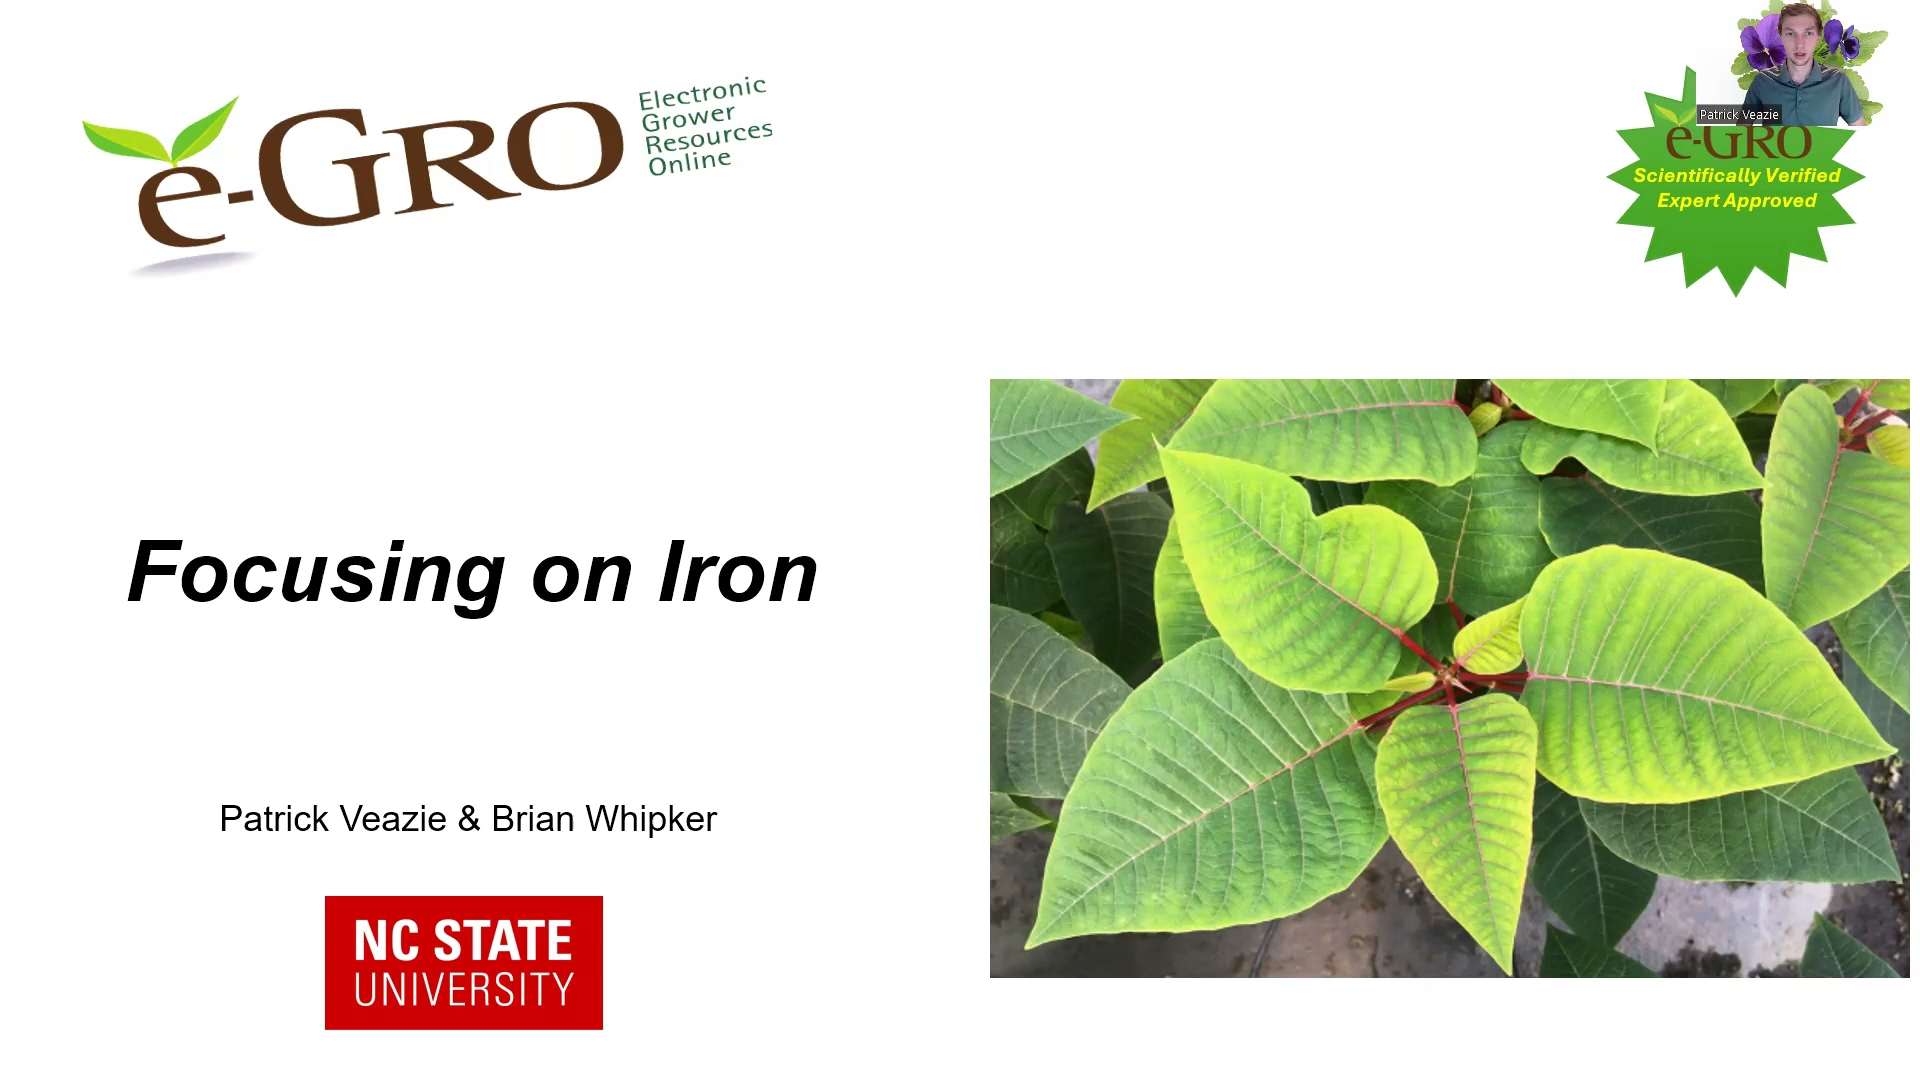 e-GRO
Electronic
Grower
Resources
Online
Patrick Veazie
e-GRO
Scientifically Verified
Expert Approved
Focusing on Iron
Patrick Veazie & Brian Whipker
NC STATE
UNIVERSITY